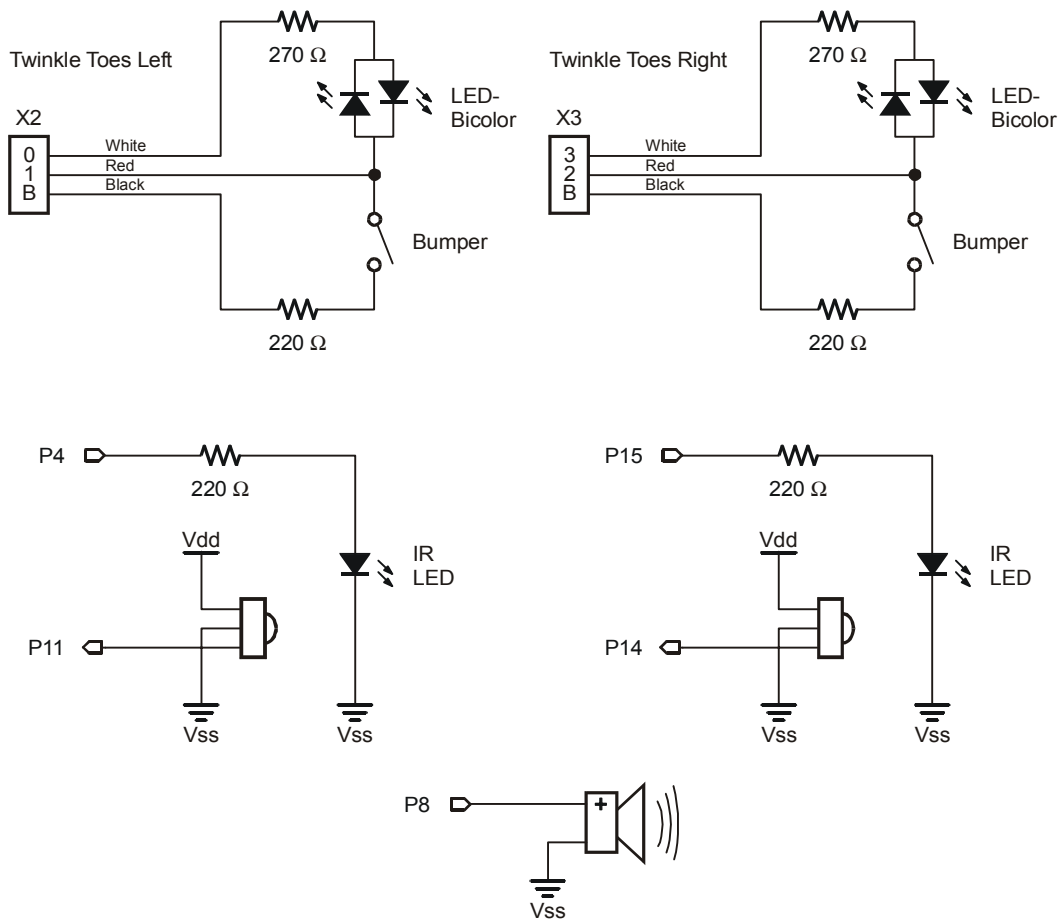 270 Ω
Twinkle Toes Left
LED-
Bicolor
X2
0
1
B
White
Red
Black
Bumper
220 Ω
270 Ω
Twinkle Toes Right
LED-
Bicolor
X3
3
2
B
White
Red
Black
Bumper
220 Ω
P4
220 Ω
Vdd
IR
LED
P11
Vss
Vss
P15
220 Ω
Vdd
IR
LED
P14
Vss
Vss
P8
+
Vss